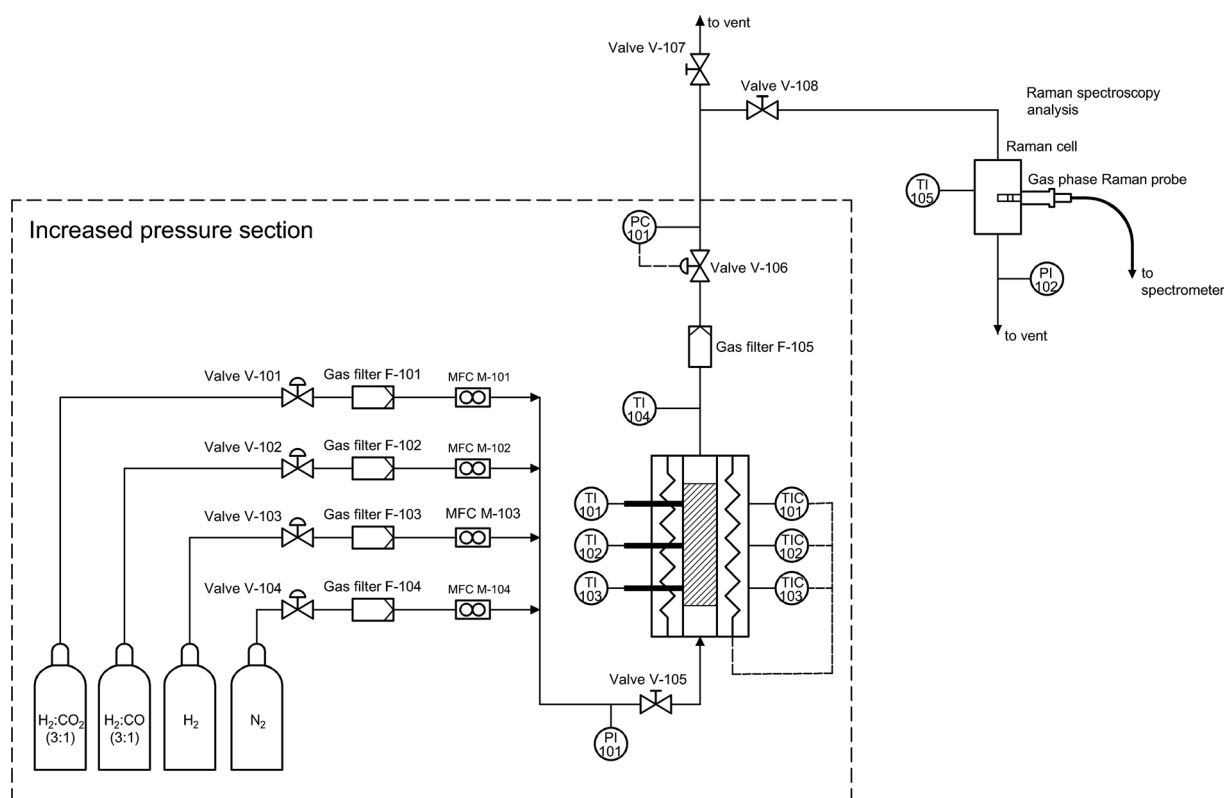 to vent
Valve V-107
Valve V-108
Raman spectroscopy
analysis
Raman cell
Gas phase Raman probe
TI
105
Increased pressure section
PC
101
Valve V-106
PI
102
to
spectrometer
to vent
Gas filter F-105
Valve V-101
Gas filter F-101
MFC M-101
TI
104
Valve V-102
Gas filter F-102
MFC M-102
Valve V-103
Gas filter F-103
MFC M-103
Valve V-104
Gas filter F-104
MFC M-104
TI
101
TIC
101
TI
102
TIC
102
TI
103
TIC
103
Valve V-105
H2:CO2
(3:1)
H2:CO
(3:1)
H2
N2
PI
101